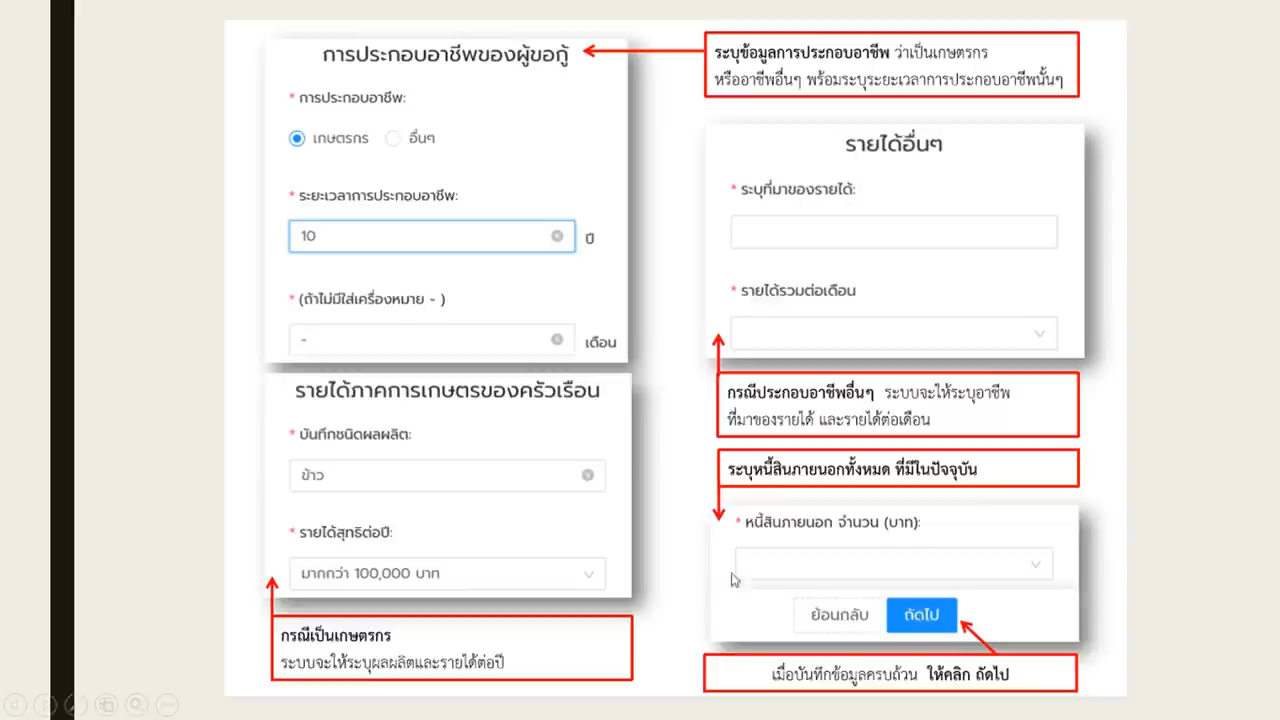 การประกอบอาชีพของผู้ขอกู้
* การประกอบอาชีพ:
เกษตรกร อื่นๆ
* ระยะเวลาการประกอบอาชีพ:
10 ปี
* (ถ้าไม่มีใส่เครื่องหมาย - )
- เดือน
รายได้ภาคการเกษตรของครัวเรือน
* บันทึกชนิดผลผลิต:
ข้าว
* รายได้สุทธิต่อปี:
มากกว่า 100,000 บาท
กรณีเป็นเกษตรกร
ระบบจะให้ระบุผลผลิตและรายได้ต่อปี
ระบุข้อมูลการประกอบอาชีพ ว่าเป็นเกษตรกร
หรืออาชีพอื่นๆ พร้อมระบุระยะเวลาการประกอบอาชีพนั้นๆ
รายได้อื่นๆ
* ระบุที่มาของรายได้:
* รายได้รวมต่อเดือน
กรณีประกอบอาชีพอื่นๆ ระบบจะให้ระบุอาชีพ
ที่มาของรายได้ และรายได้ต่อเดือน
ระบุหนี้สินภายนอกทั้งหมด ที่มีในปัจจุบัน
* หนี้สินภายนอก จำนวน (บาท):
ย้อนกลับ ถัดไป
เมื่อบันทึกข้อมูลครบถ้วน ให้คลิก ถัดไป